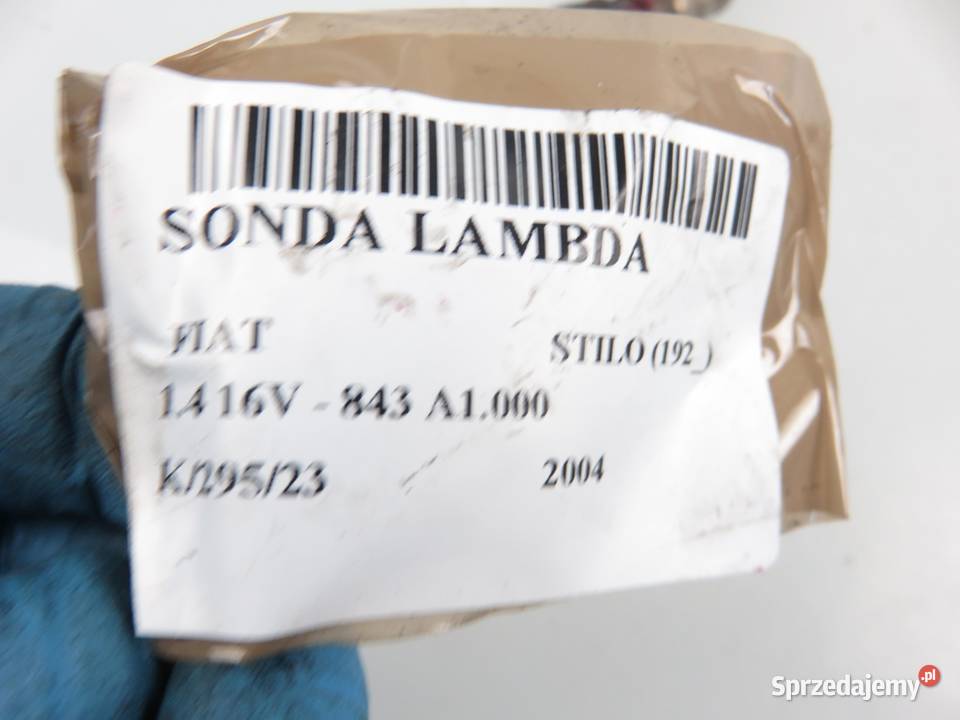 SONDA LAMBDA
FIAT STILO (192_)
1.4 16V - 843 A1.000
K/295/23 2004
Sprzedajemy.pl